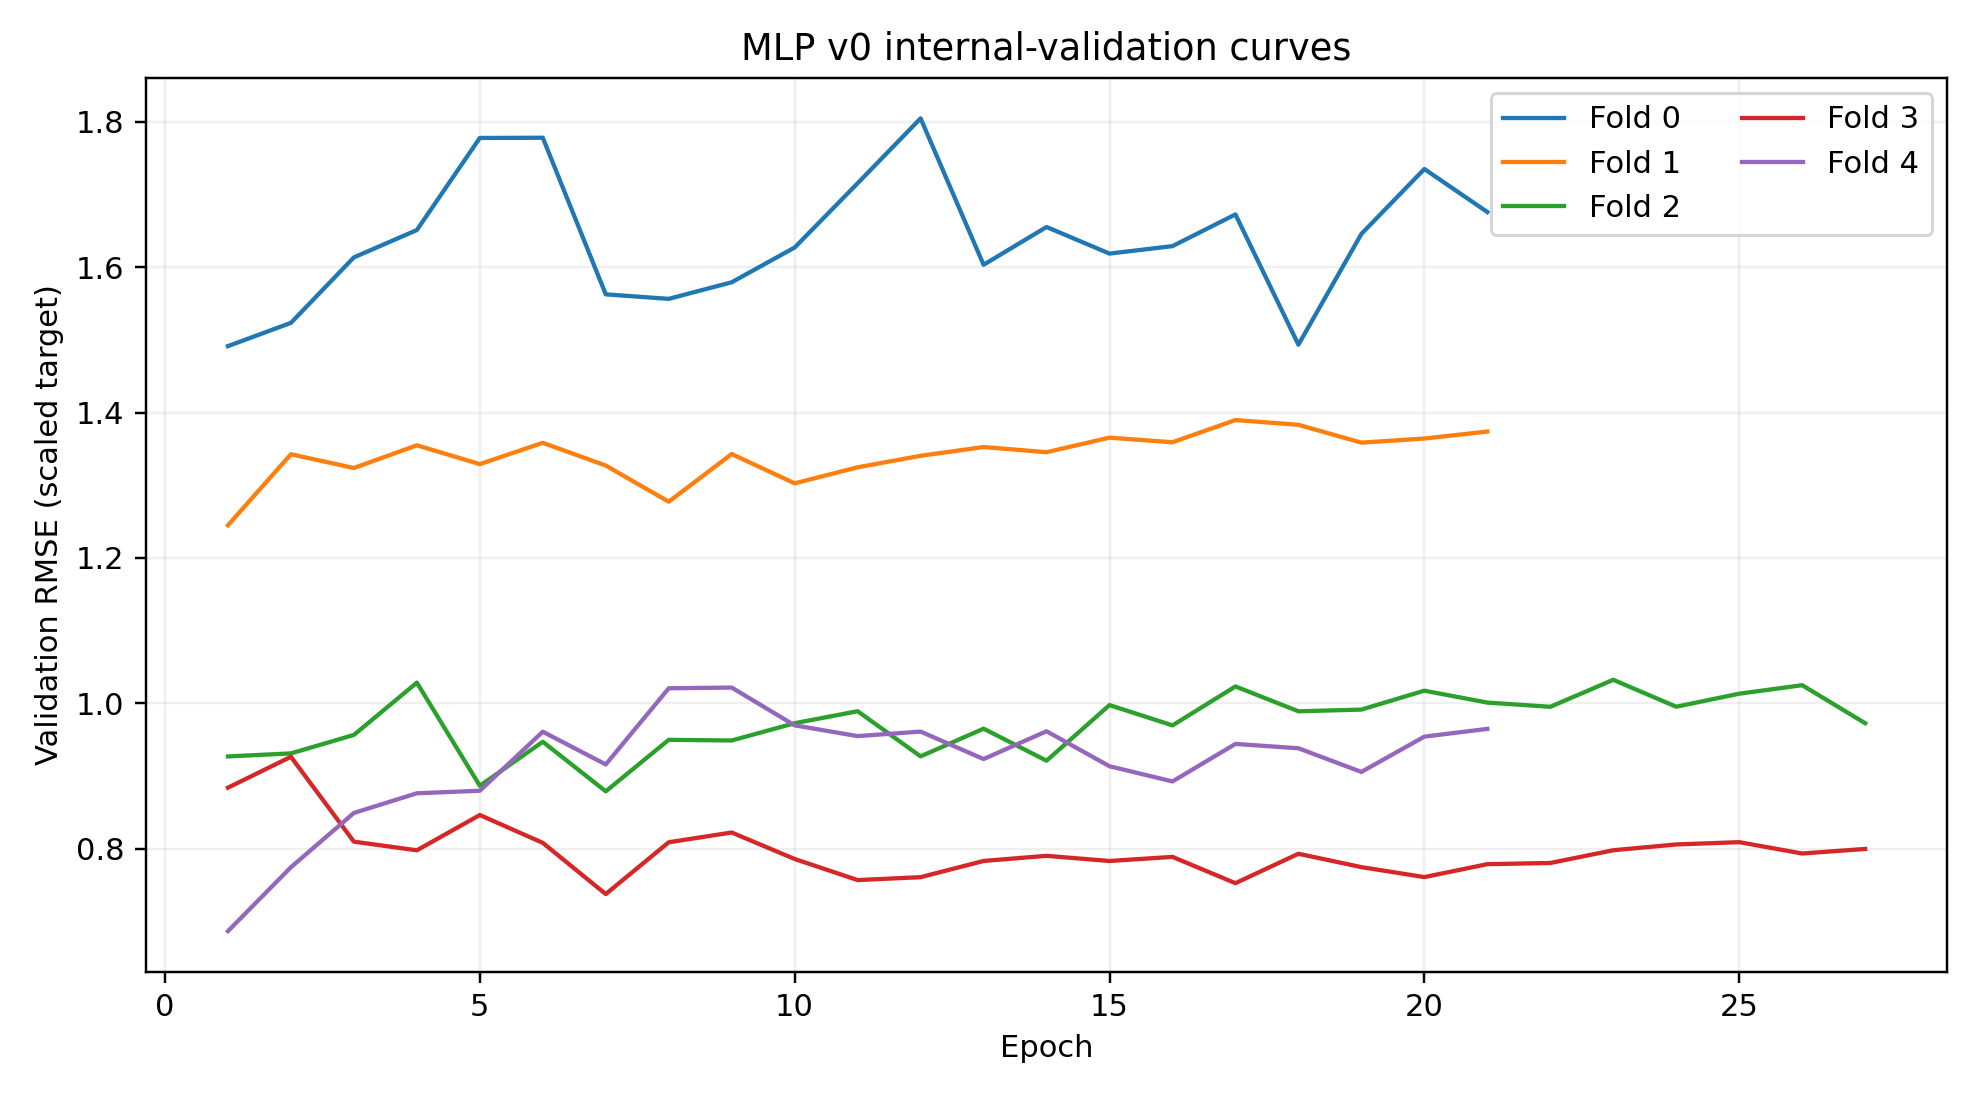 MLP v0 internal-validation curves
Fold 0
Fold 1
Fold 2
Fold 3
Fold 4
Validation RMSE (scaled target)
1.8
1.6
1.4
1.2
1.0
0.8
0 5 10 15 20 25
Epoch